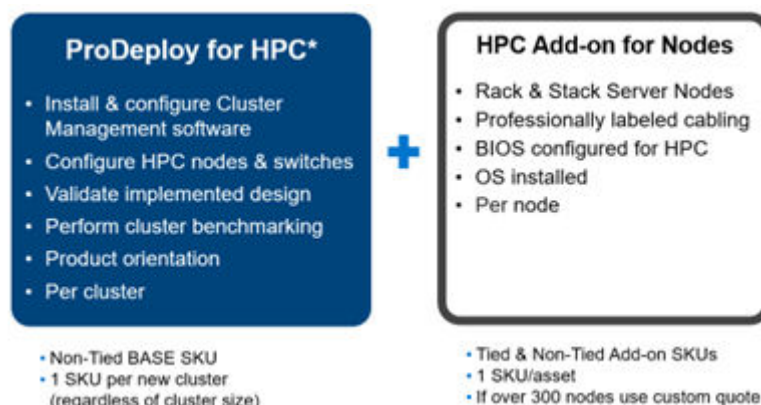 ProDeploy for HPC*
• Install & configure Cluster
Management software
• Configure HPC nodes & switches
• Validate implemented design
• Perform cluster benchmarking
• Product orientation
• Per cluster
• Non-Tied BASE SKU
• 1 SKU per new cluster
(regardless of cluster size)
HPC Add-on for Nodes
• Rack & Stack Server Nodes
• Professionally labeled cabling
• BIOS configured for HPC
• OS installed
• Per node
• Tied & Non-Tied Add-on SKUs
• 1 SKU/asset
• If over 300 nodes use custom quote